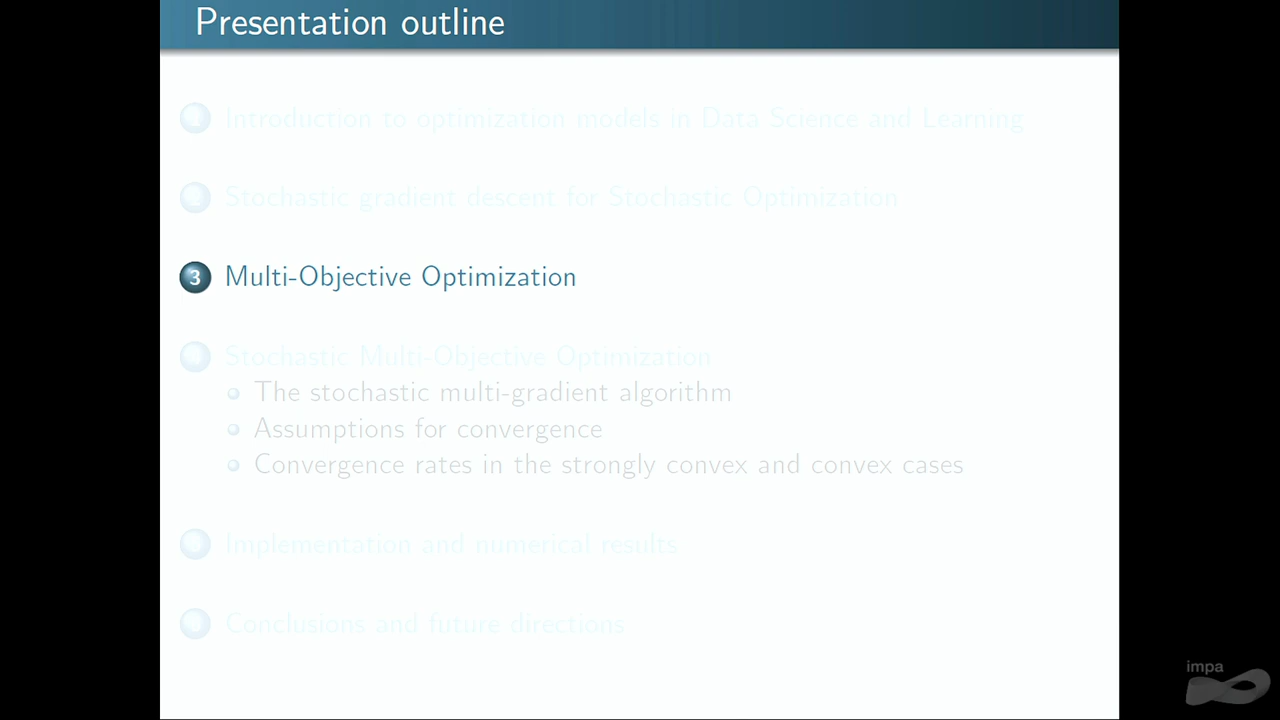 Presentation outline
Introduction to optimization models in Data Science and Learning
Stochastic gradient descent for Stochastic Optimization
3 Multi-Objective Optimization
Stochastic Multi-Objective Optimization
The stochastic multi-gradient algorithm
Assumptions for convergence
Convergence rates in the strongly convex and convex cases
Implementation and numerical results
Conclusions and future directions
impa